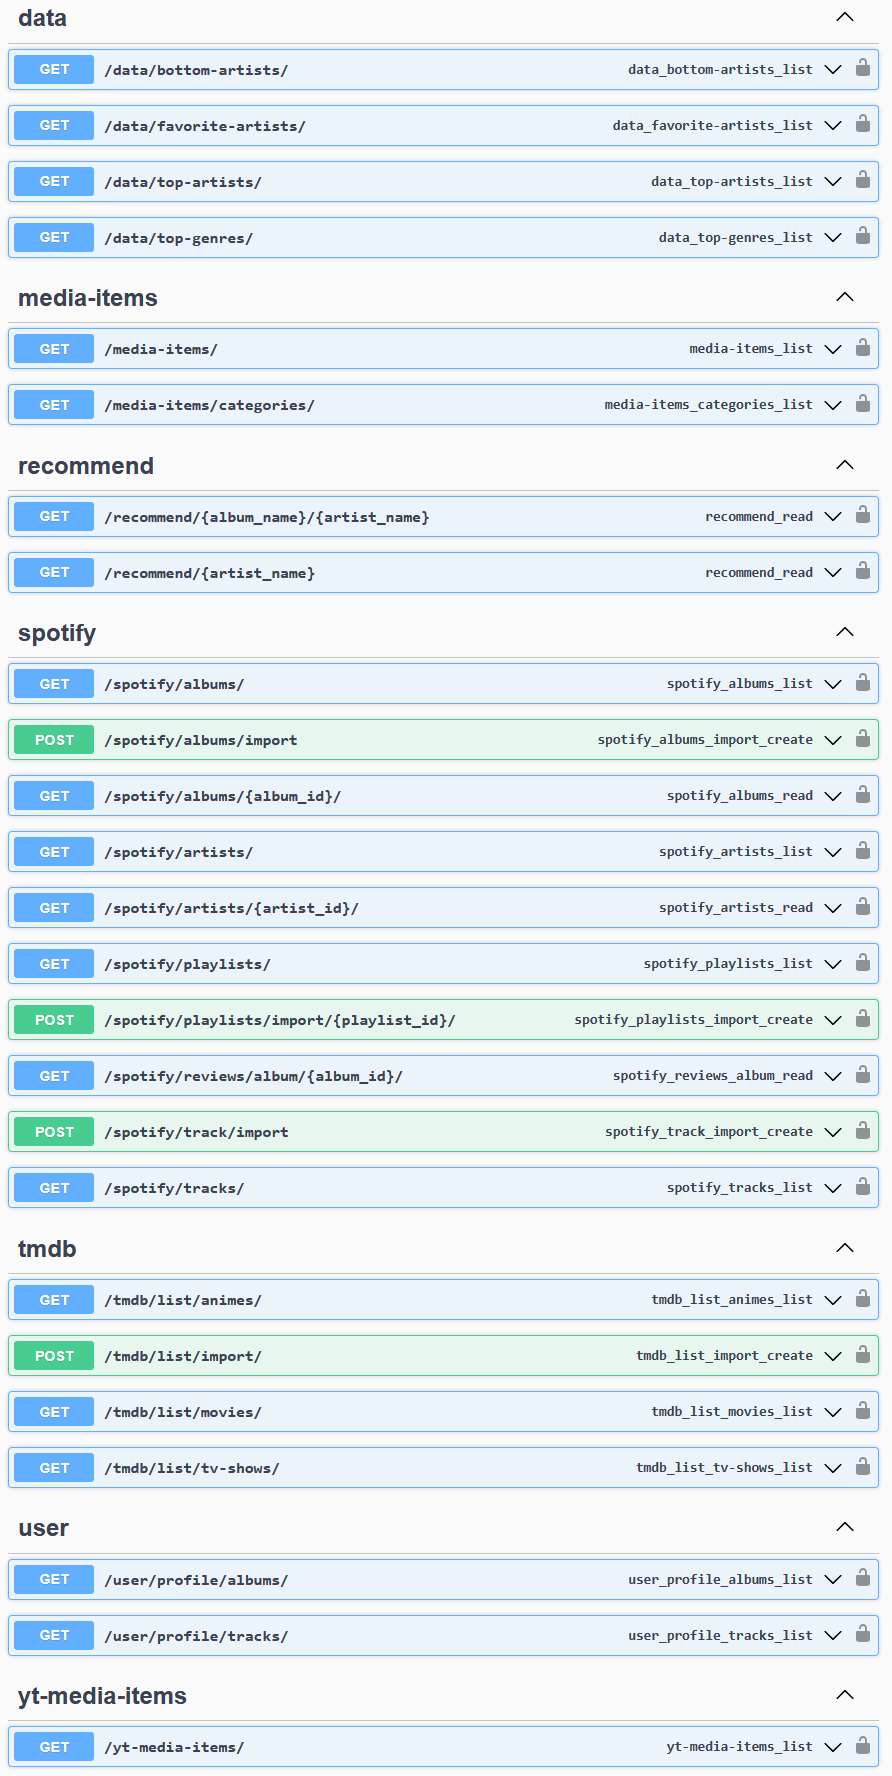 data
GET /data/bottom-artists/ data_bottom-artists_list
GET /data/favorite-artists/ data_favorite-artists_list
GET /data/top-artists/ data_top-artists_list
GET /data/top-genres/ data_top-genres_list
media-items
GET /media-items/ media-items_list
GET /media-items/categories/ media-items_categories_list
recommend
GET /recommend/{album_name}/{artist_name} recommend_read
GET /recommend/{artist_name} recommend_read
spotify
GET /spotify/albums/ spotify_albums_list
POST /spotify/albums/import spotify_albums_import_create
GET /spotify/albums/{album_id}/ spotify_albums_read
GET /spotify/artists/ spotify_artists_list
GET /spotify/artists/{artist_id}/ spotify_artists_read
GET /spotify/playlists/ spotify_playlists_list
POST /spotify/playlists/import/{playlist_id}/ spotify_playlists_import_create
GET /spotify/reviews/album/{album_id}/ spotify_reviews_album_read
POST /spotify/track/import spotify_track_import_create
GET /spotify/tracks/ spotify_tracks_list
tmdb
GET /tmdb/list/animes/ tmdb_list_animes_list
POST /tmdb/list/import/ tmdb_list_import_create
GET /tmdb/list/movies/ tmdb_list_movies_list
GET /tmdb/list/tv-shows/ tmdb_list_tv-shows_list
user
GET /user/profile/albums/ user_profile_albums_list
GET /user/profile/tracks/ user_profile_tracks_list
yt-media-items
GET /yt-media-items/ yt-media-items_list